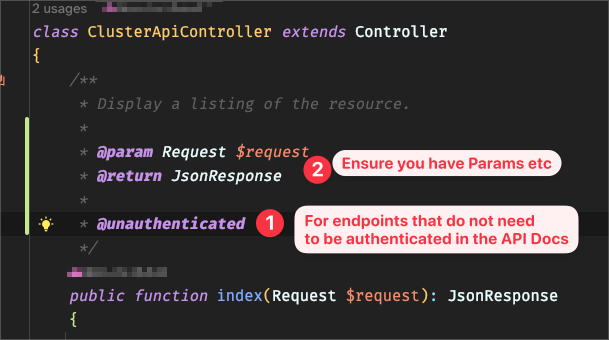 2 usages
class ClusterApiController extends Controller
{
/**
* Display a listing of the resource.
*
* @param Request $request
* @return JsonResponse
2 Ensure you have Params etc
*
* @unauthenticated
1 For endpoints that do not need
to be authenticated in the API Docs
*/
public function index(Request $request): JsonResponse
{